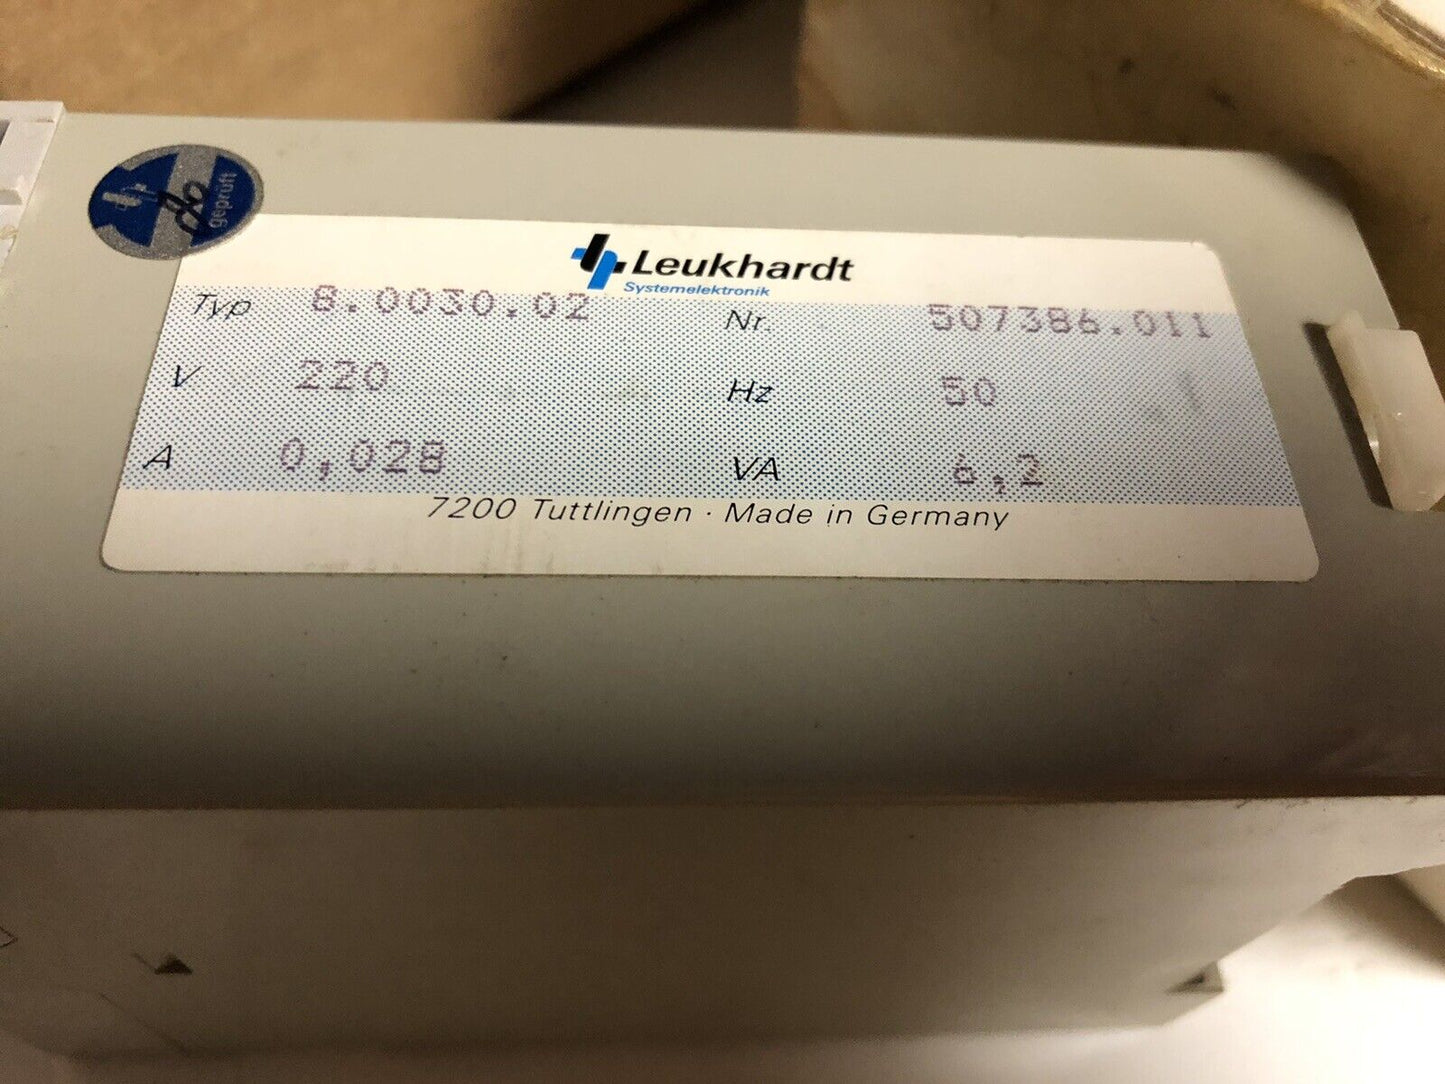 geprüft
Leukhardt
Systemelektronik
Typ 8.0030.02 Nr. 507386.011
V 220 Hz 50
A 0,028 VA 6,2
7200 Tuttlingen · Made in Germany